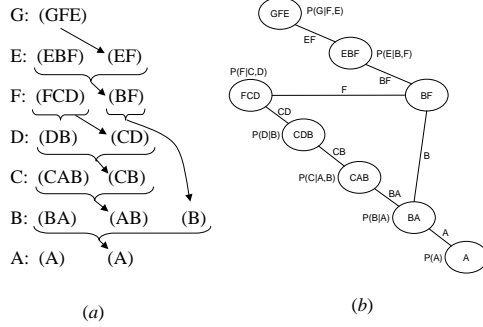 G: (GFE)
E: (EBF) (EF)
F: (FCD) (BF)
D: (DB) (CD)
C: (CAB) (CB)
B: (BA) (AB) (B)
A: (A) (A)
(a)
GFE P(G|F,E)
EF
EBF P(E|B,F)
BF
P(F|C,D)
FCD F BF
CD
P(D|B) CDB
CB B
P(C|A,B) CAB
BA
P(B|A) BA
A
P(A) A
(b)